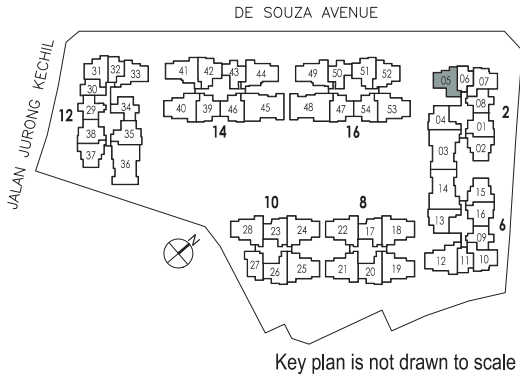 DE SOUZA AVENUE
JALAN JURONG KECHIL
31 32 33
30
29 34
12
38 35
37 36
41 42 43 44
40 39 46 45
14
49 50 51 52
48 47 54 53
16
05 06 07
08
04 01 2
03 02
14 15
13 16 6
09
12 11 10
10
28 23 24
27 26 25
8
22 17 18
21 20 19
N
Key plan is not drawn to scale